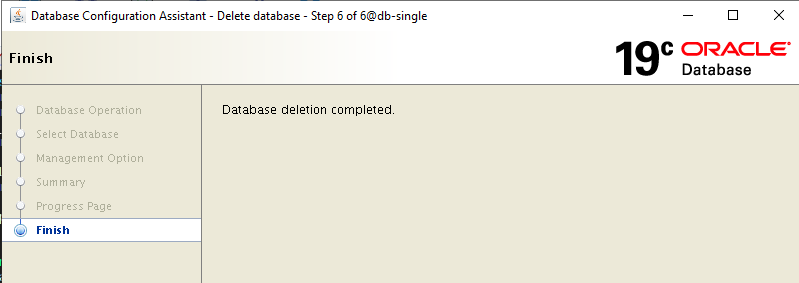 Database Configuration Assistant - Delete database - Step 6 of 6@db-single
Finish
19c ORACLE Database
Database Operation
Select Database
Management Option
Summary
Progress Page
Finish
Database deletion completed.